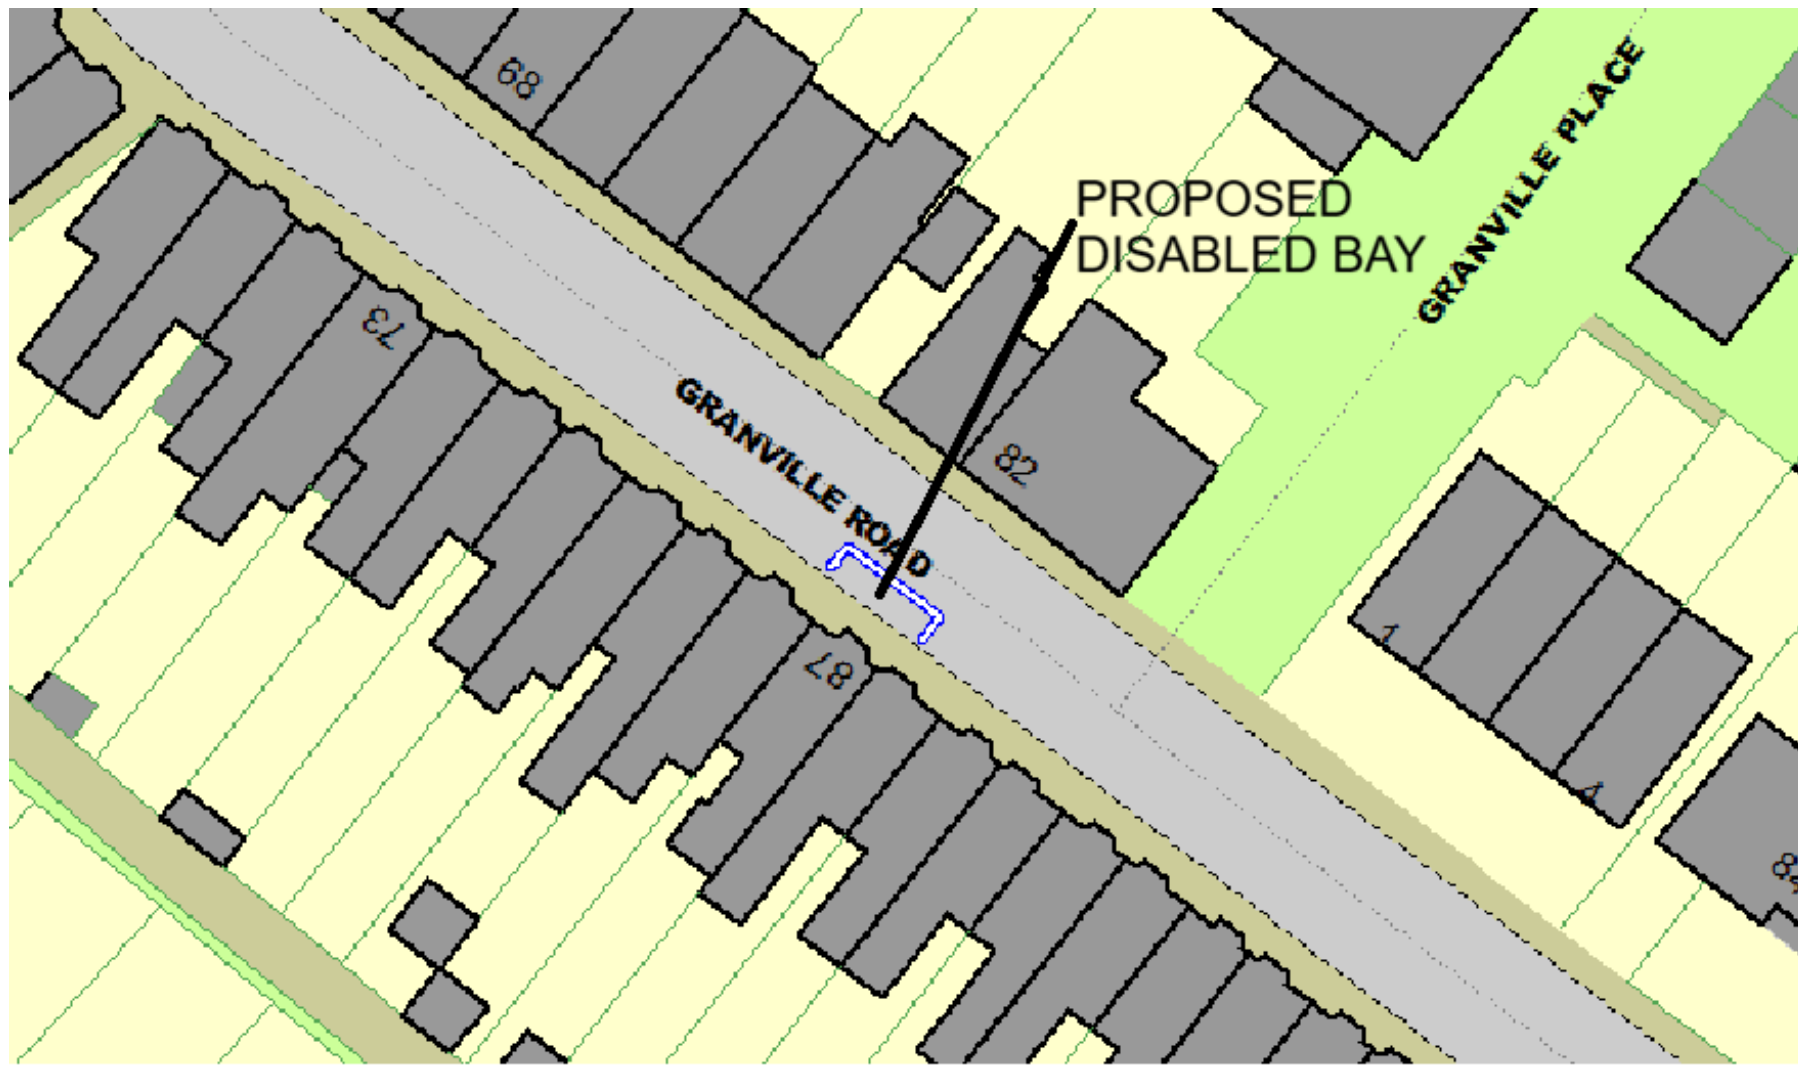 68
PROPOSED
DISABLED BAY
GRANVILLE PLACE
73
GRANVILLE ROAD
82
87
1
4
84